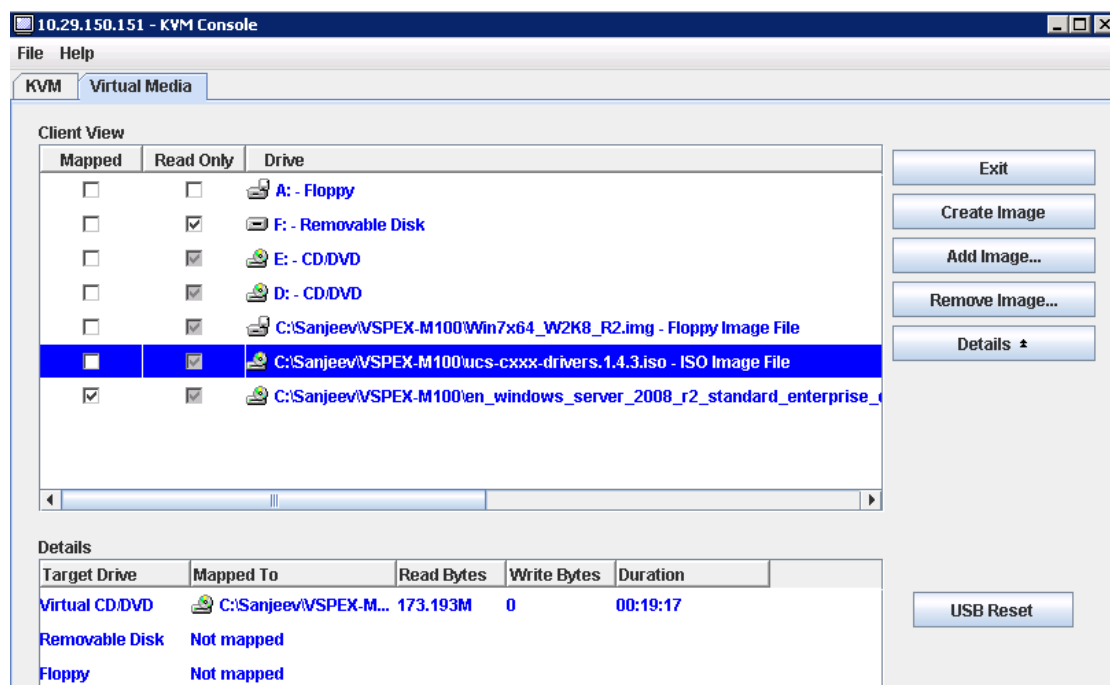 10.29.150.151 - KVM Console
File Help
KVM Virtual Media
Client View
Mapped Read Only Drive
A: - Floppy
F: - Removable Disk
E: - CD/DVD
D: - CD/DVD
C:\Sanjeev\VSPEX-M100\Win7x64_W2K8_R2.img - Floppy Image File
C:\Sanjeev\VSPEX-M100\ucs-cxxx-drivers.1.4.3.iso - ISO Image File
C:\Sanjeev\VSPEX-M100\en_windows_server_2008_r2_standard_enterprise_
Exit
Create Image
Add Image...
Remove Image...
Details
Details
Target Drive Mapped To Read Bytes Write Bytes Duration
Virtual CD/DVD C:\Sanjeev\VSPEX-M... 173.193M 0 00:19:17
Removable Disk Not mapped
Floppy Not mapped
USB Reset